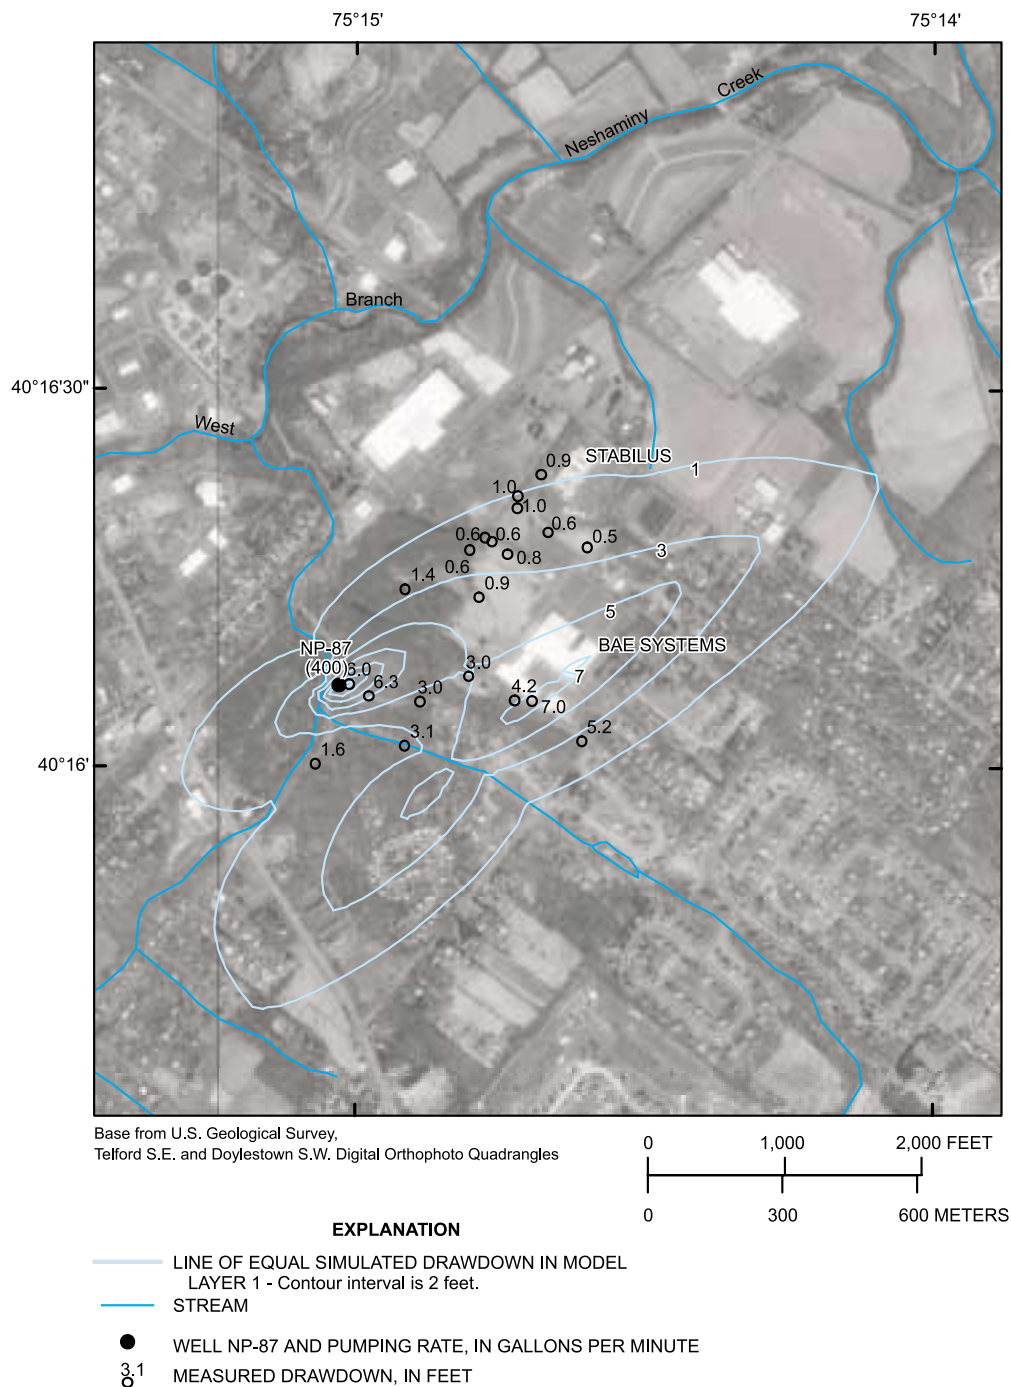 75°15' 75°14'
Creek
Neshaminy
Branch
40°16'30"
West
STABILUS
0.9
1
1.0
1.0
0.6
0.6 0.6
0.5
3
0.8
0.6
1.4
0.9
5
NP-87
(400)
BAE SYSTEMS
6.0
3.0
7
6.3
3.0
4.2
7.0
5.2
3.1
1.6
40°16'
Base from U.S. Geological Survey,
Telford S.E. and Doylestown S.W. Digital Orthophoto Quadrangles
0 1,000 2,000 FEET
0 300 600 METERS
EXPLANATION
LINE OF EQUAL SIMULATED DRAWDOWN IN MODEL
LAYER 1 - Contour interval is 2 feet.
STREAM
WELL NP-87 AND PUMPING RATE, IN GALLONS PER MINUTE
3.1
MEASURED DRAWDOWN, IN FEET